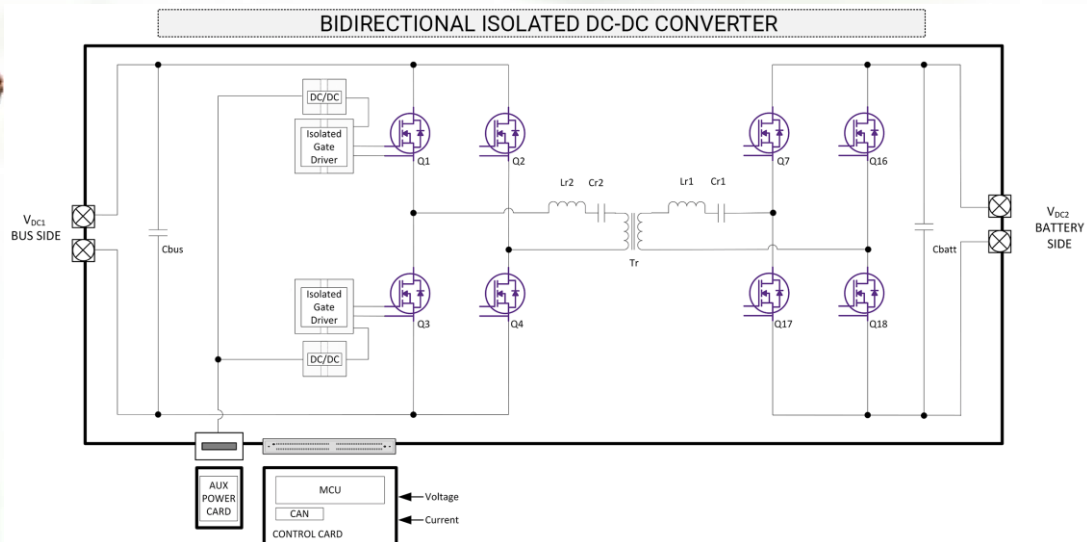 BIDIRECTIONAL ISOLATED DC-DC CONVERTER
DC/DC
Isolated
Gate
Driver
Q1
Q2
Q7
Q16
Lr2
Cr2
Lr1
Cr1
VDC1
BUS SIDE
Cbus
Tr
Cbatt
VDC2
BATTERY
SIDE
Isolated
Gate
Driver
Q3
Q4
Q17
Q18
DC/DC
AUX
POWER
CARD
MCU
CAN
CONTROL CARD
Voltage
Current